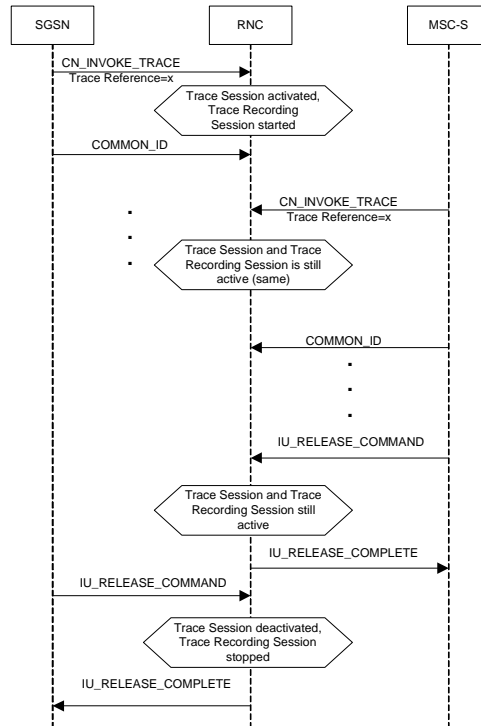 SGSN
RNC
MSC-S
CN_INVOKE_TRACE
Trace Reference=x
Trace Session activated,
Trace Recording
Session started
COMMON_ID
CN_INVOKE_TRACE
Trace Reference=x
Trace Session and Trace
Recording Session is still
active (same)
COMMON_ID
IU_RELEASE_COMMAND
Trace Session and Trace
Recording Session still
active
IU_RELEASE_COMPLETE
IU_RELEASE_COMMAND
Trace Session deactivated,
Trace Recording Session
stopped
IU_RELEASE_COMPLETE